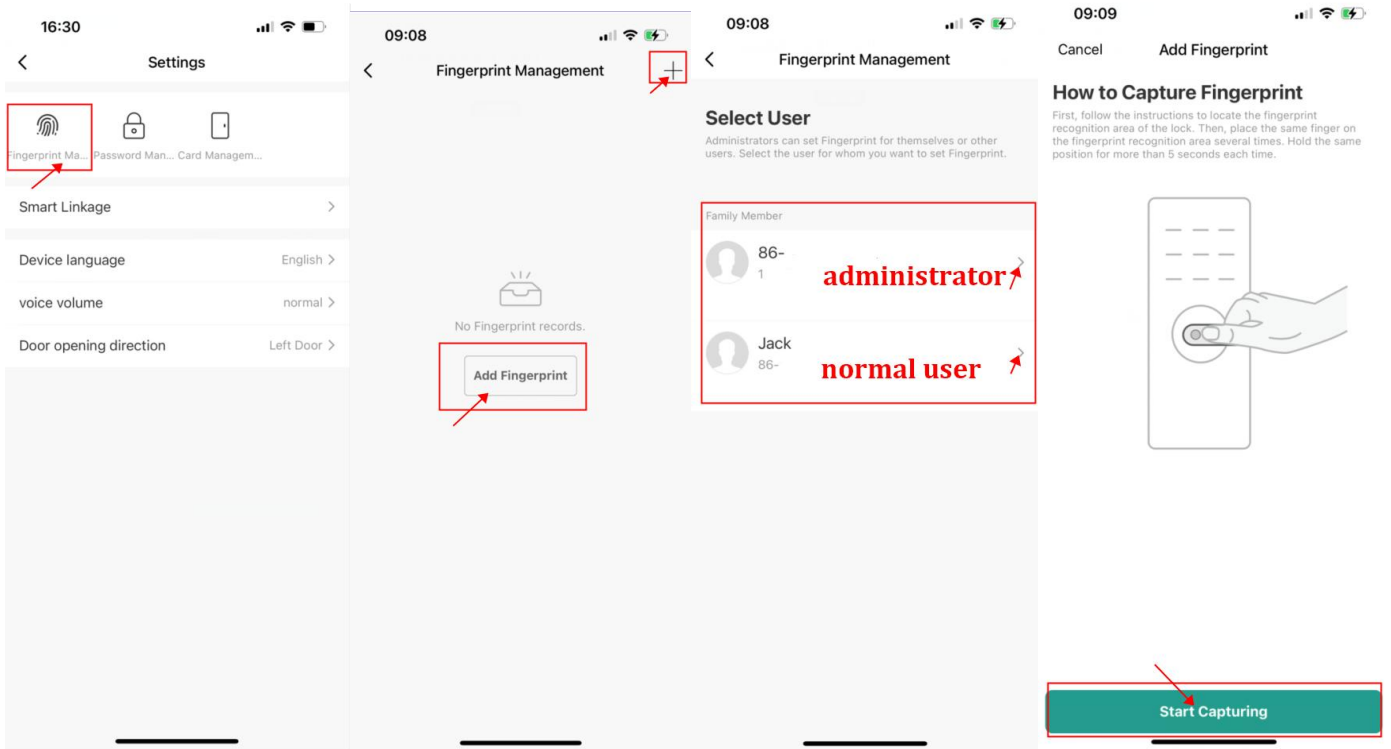 16:30
Settings
Fingerprint Ma...
Password Man...
Card Managem...
Smart Linkage
Device language
English
voice volume
normal
Door opening direction
Left Door
09:08
Fingerprint Management
No Fingerprint records.
Add Fingerprint
09:08
Fingerprint Management
Select User
Administrators can set Fingerprint for themselves or other
users. Select the user for whom you want to set Fingerprint.
Family Member
86-
1
administrator
Jack
86-
normal user
09:09
Cancel
Add Fingerprint
How to Capture Fingerprint
First, follow the instructions to locate the fingerprint
recognition area of the lock. Then, place the same finger on
the fingerprint recognition area several times. Hold the same
position for more than 5 seconds each time.
Start Capturing